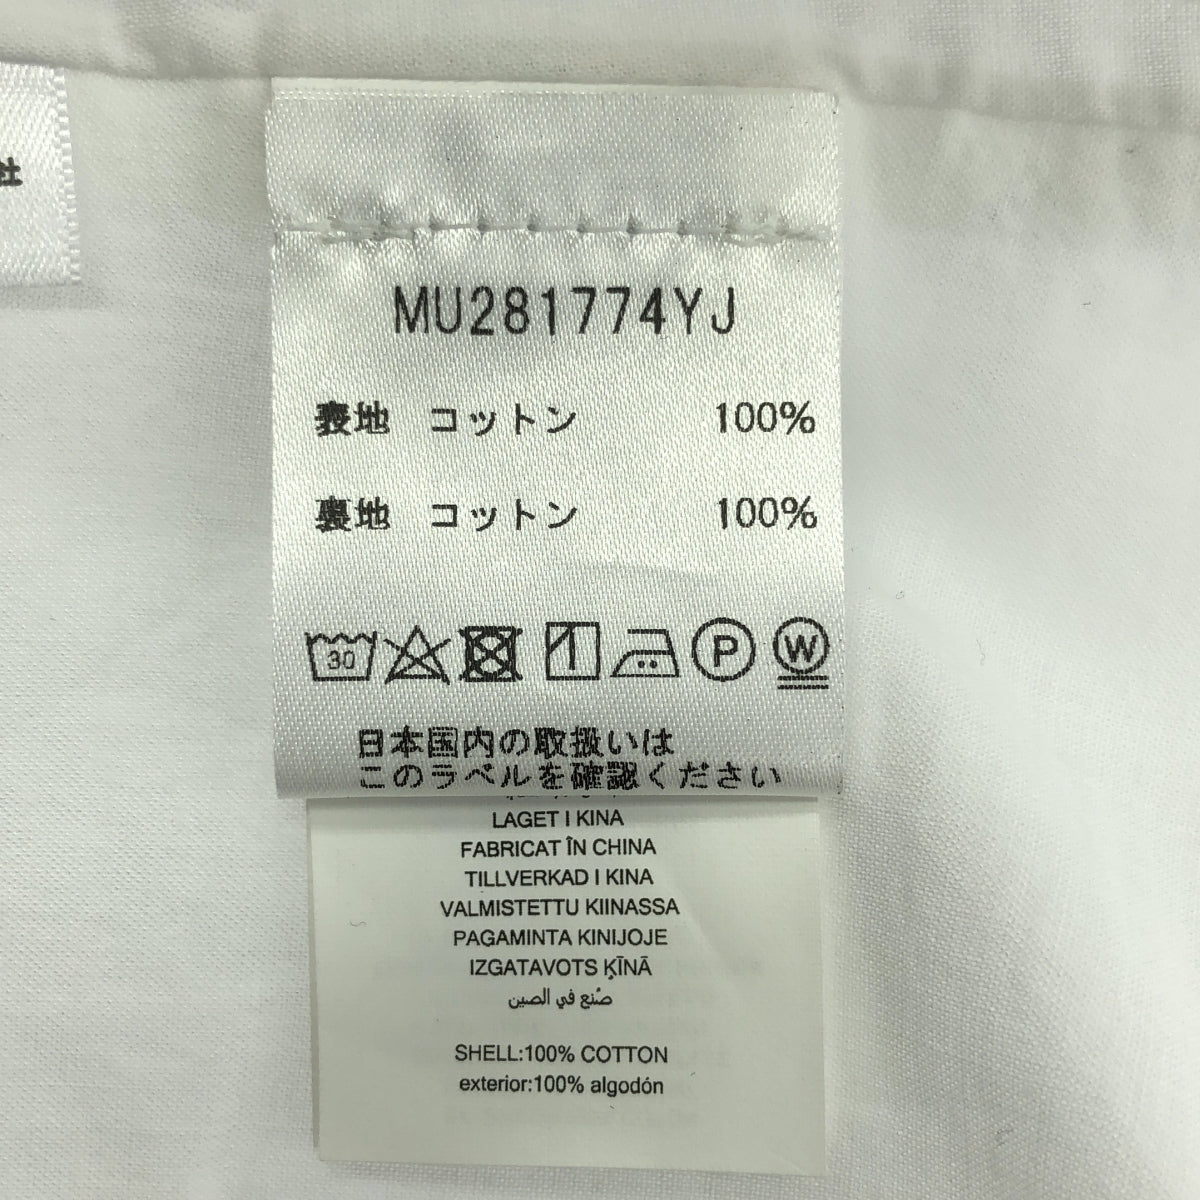 社
MU281774YJ
表地 コットン 100%
裏地 コットン 100%
30 P W
日本国内の取扱いは
このラベルを確認ください
LAGET I KINA
FABRICAT ÎN CHINA
TILLVERKAD I KINA
VALMISTETTU KIINASSA
PAGAMINTA KINIJOJE
IZGATAVOTS ĶĪNĀ
صُنع في الصين
SHELL:100% COTTON
exterior:100% algodón